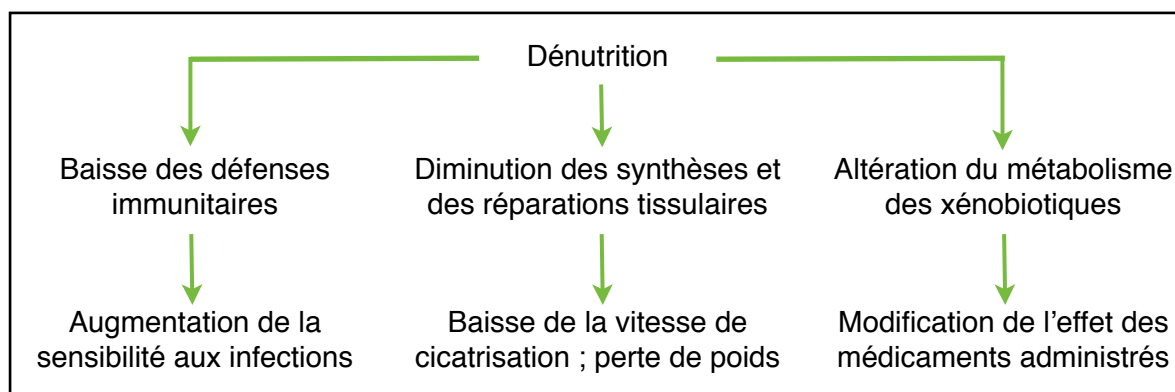 Dénutrition
Baisse des défenses
immunitaires
Diminution des synthèses et
des réparations tissulaires
Altération du métabolisme
des xénobiotiques
Augmentation de la
sensibilité aux infections
Baisse de la vitesse de
cicatrisation ; perte de poids
Modification de l’effet des
médicaments administrés